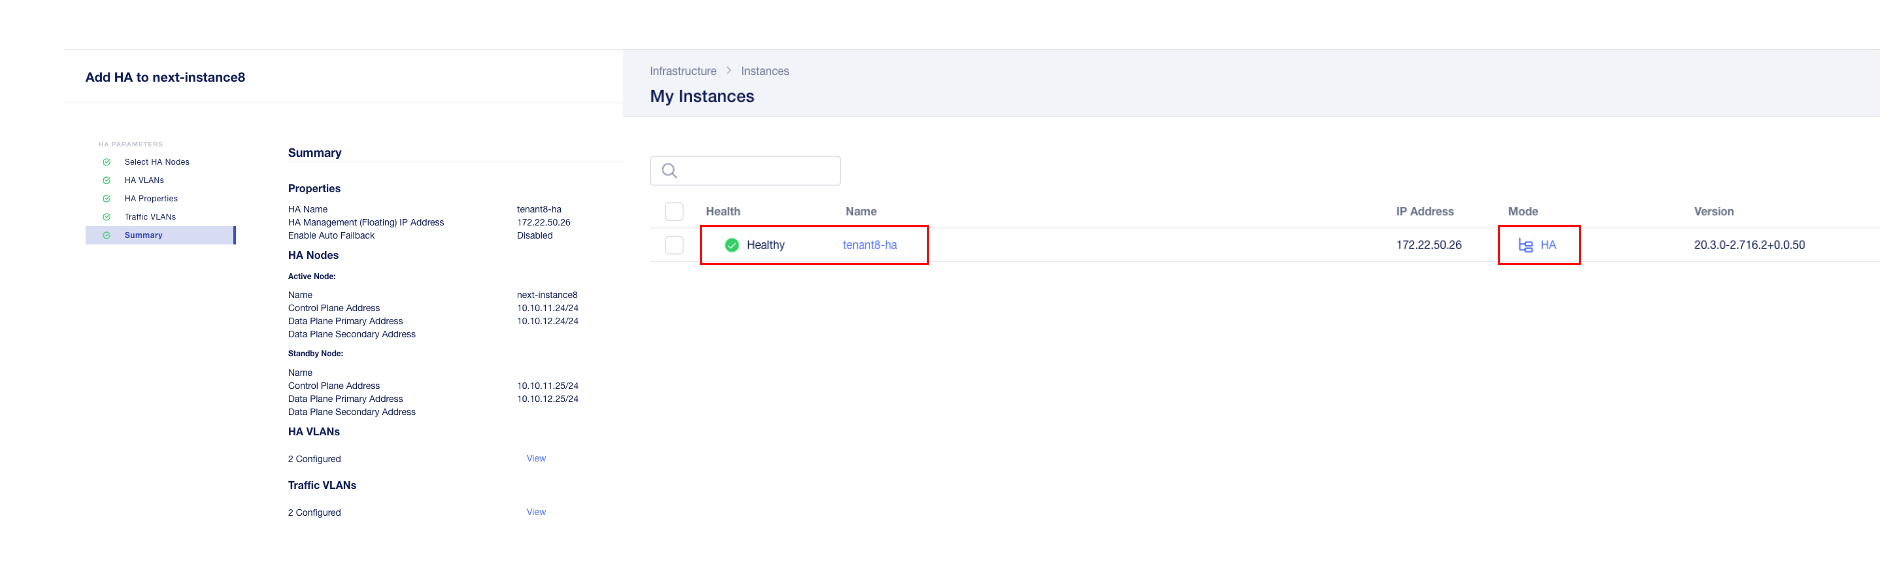 Add HA to next-instance8
HA PARAMETERS
Select HA Nodes
HA VLANs
HA Properties
Traffic VLANs
Summary
Summary
Properties
HA Name tenant8-ha
HA Management (Floating) IP Address 172.22.50.26
Enable Auto Failback Disabled
HA Nodes
Active Node:
Name next-instance8
Control Plane Address 10.10.11.24/24
Data Plane Primary Address 10.10.12.24/24
Data Plane Secondary Address
Standby Node:
Name
Control Plane Address 10.10.11.25/24
Data Plane Primary Address 10.10.12.25/24
Data Plane Secondary Address
HA VLANs
2 Configured View
Traffic VLANs
2 Configured View
Infrastructure > Instances
My Instances
Health Name IP Address Mode Version
Healthy tenant8-ha 172.22.50.26 HA 20.3.0-2.716.2+0.0.50